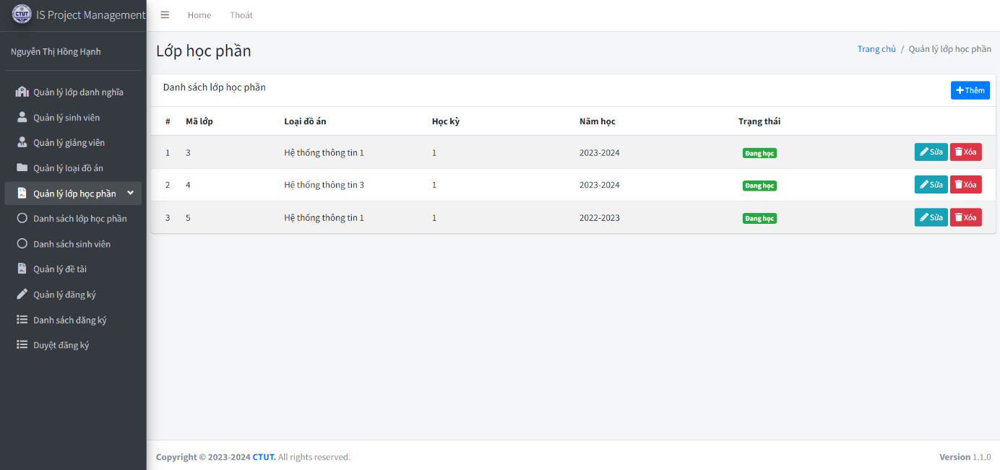 IS Project Management
Home Thoát
Nguyễn Thị Hồng Hạnh
Quản lý lớp danh nghĩa
Quản lý sinh viên
Quản lý giảng viên
Quản lý loại đồ án
Quản lý lớp học phần
Danh sách lớp học phần
Danh sách sinh viên
Quản lý đề tài
Quản lý đăng ký
Danh sách đăng ký
Duyệt đăng ký
Lớp học phần
Trang chủ / Quản lý lớp học phần
Danh sách lớp học phần
Thêm
# Mã lớp Loại đồ án Học kỳ Năm học Trạng thái
1 3 Hệ thống thông tin 1 1 2023-2024 Đang học Sửa Xóa
2 4 Hệ thống thông tin 3 1 2023-2024 Đang học Sửa Xóa
3 5 Hệ thống thông tin 1 1 2022-2023 Đang học Sửa Xóa
Copyright © 2023-2024 CTUT. All rights reserved.
Version 1.1.0